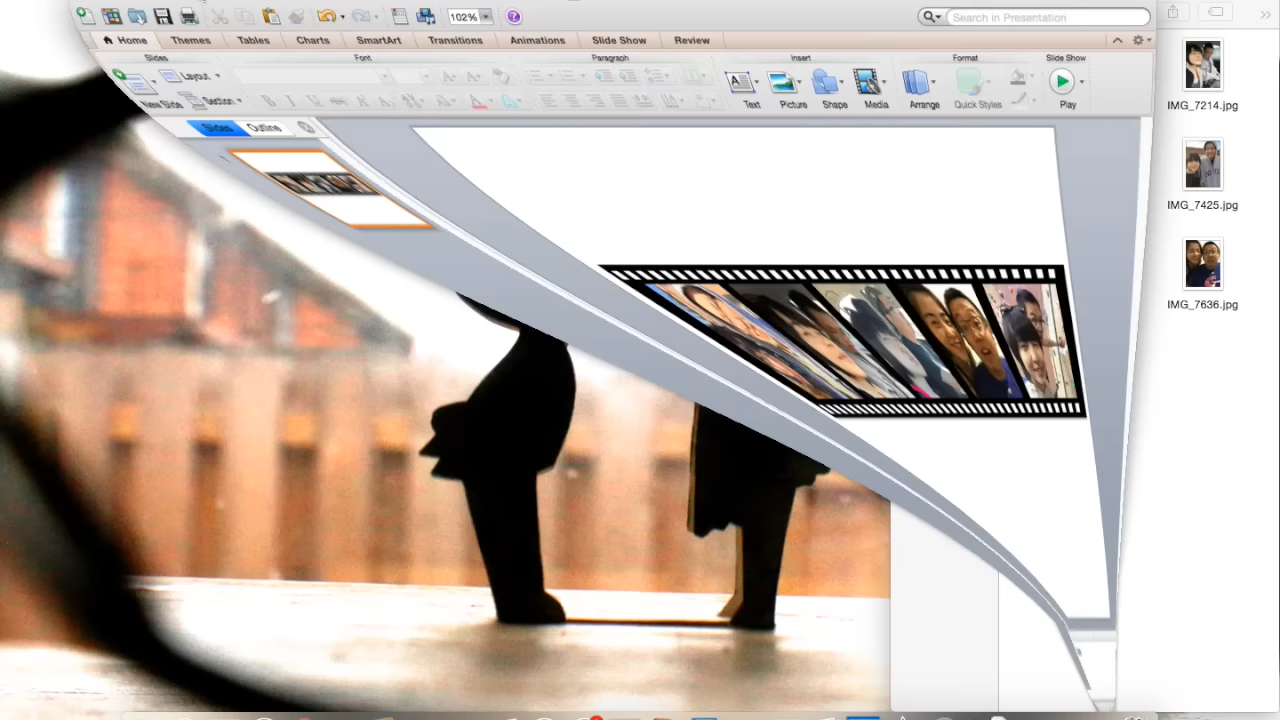 102%
Search in Presentation
Home Themes Tables Charts SmartArt Transitions Animations Slide Show Review
Slides Font Paragraph Insert Format Slide Show
Layout
New Slide Section Text Picture Shape Media Arrange Quick Styles Play
Slides Outline
IMG_7214.jpg
IMG_7425.jpg
IMG_7636.jpg